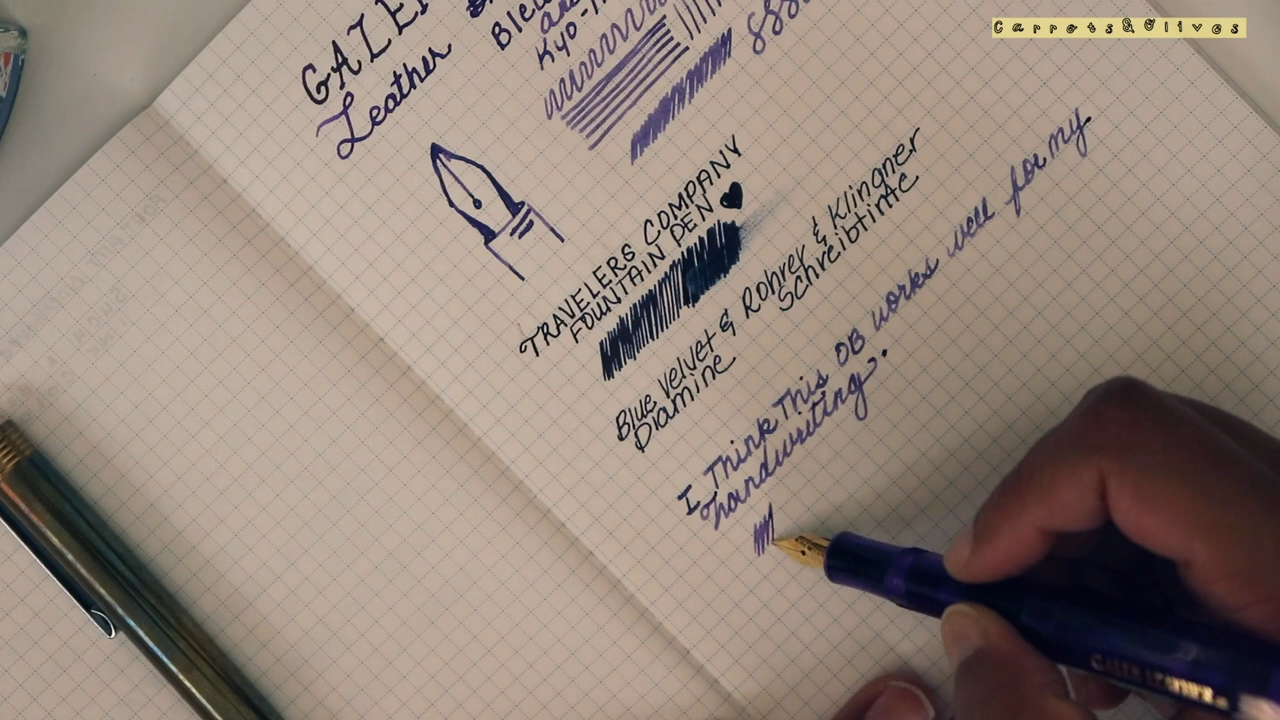 Carrots&Olives
GALEN
Leather
TRAVELERS COMPANY
FOUNTAIN PEN
Blue Velvet & Rohrer & Klingner
Diamine Schreibtinte
I Think This OB works well for my
handwriting.